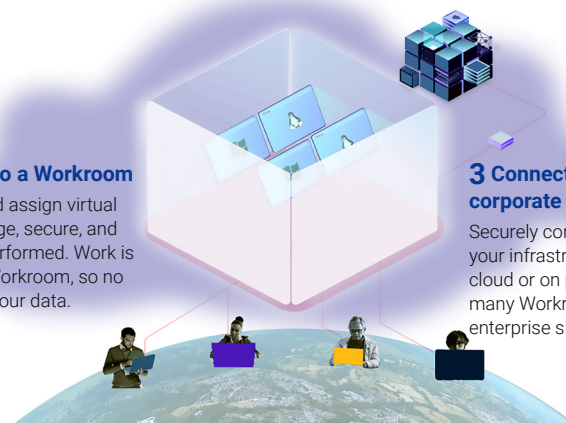 o a Workroom
d assign virtual
ge, secure, and
rformed. Work is
Workroom, so no
our data.
3 Connect
corporate
Securely con
your infrastr
cloud or on p
many Workr
enterprise s